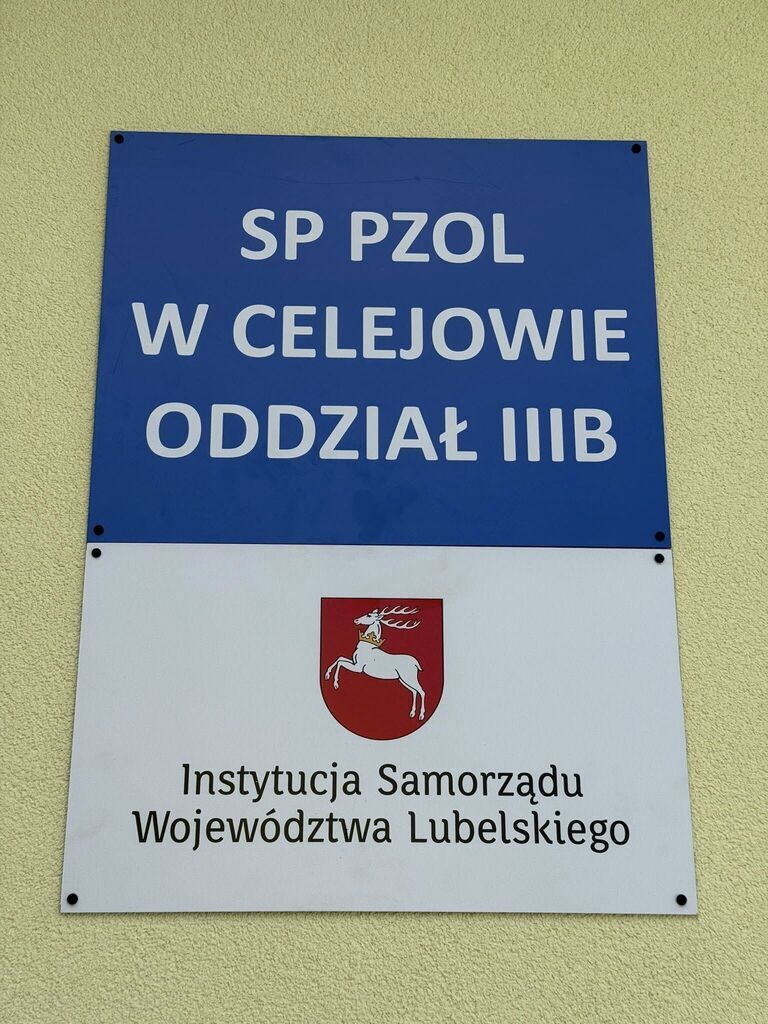 SP PZOL
W CELEJOWIE
ODDZIAŁ IIIB
Instytucja Samorządu
Województwa Lubelskiego